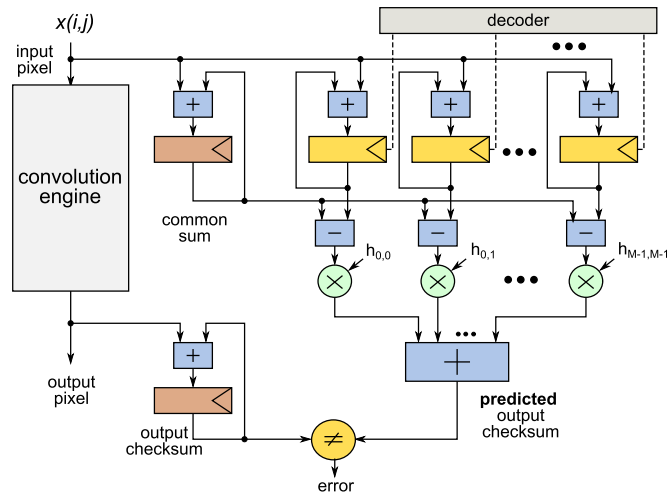 x(i,j)
decoder
input
pixel
+
+
+
+
convolution
engine
common
sum
−
−
−
h0,0
h0,1
hM-1,M-1
×
×
×
+
+
output
pixel
output
checksum
predicted
output
checksum
≠
error